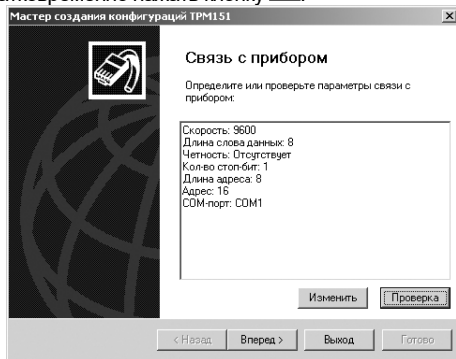 нажать кнопку
Мастер создания конфигураций ТРМ151
Связь с прибором
Определите или проверьте параметры связи с
прибором:
Скорость: 9600
Длина слова данных: 8
Четность: Отсутствует
Кол-во стоп-бит: 1
Длина адреса: 8
Адрес: 16
COM-порт: COM1
Изменить Проверка
< Назад Вперед > Выход Готово